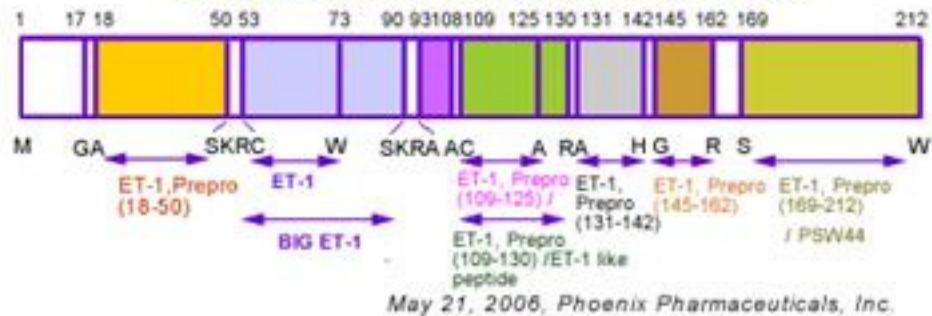 1 17 18 50 53 73 90 93 108 109 125 130 131 142 145 162 169 212
M GA SKRC W SKRA AC A RA H G R S W
ET-1,Prepro
(18-50)
ET-1
BIG ET-1
ET-1, Prepro
(109-125) /
ET-1, Prepro
(109-130) /ET-1 like
peptide
ET-1,
Prepro
(131-142)
ET-1, Prepro
(145-162)
ET-1, Prepro
(169-212)
/ PSW44
May 21, 2006, Phoenix Pharmaceuticals, Inc.